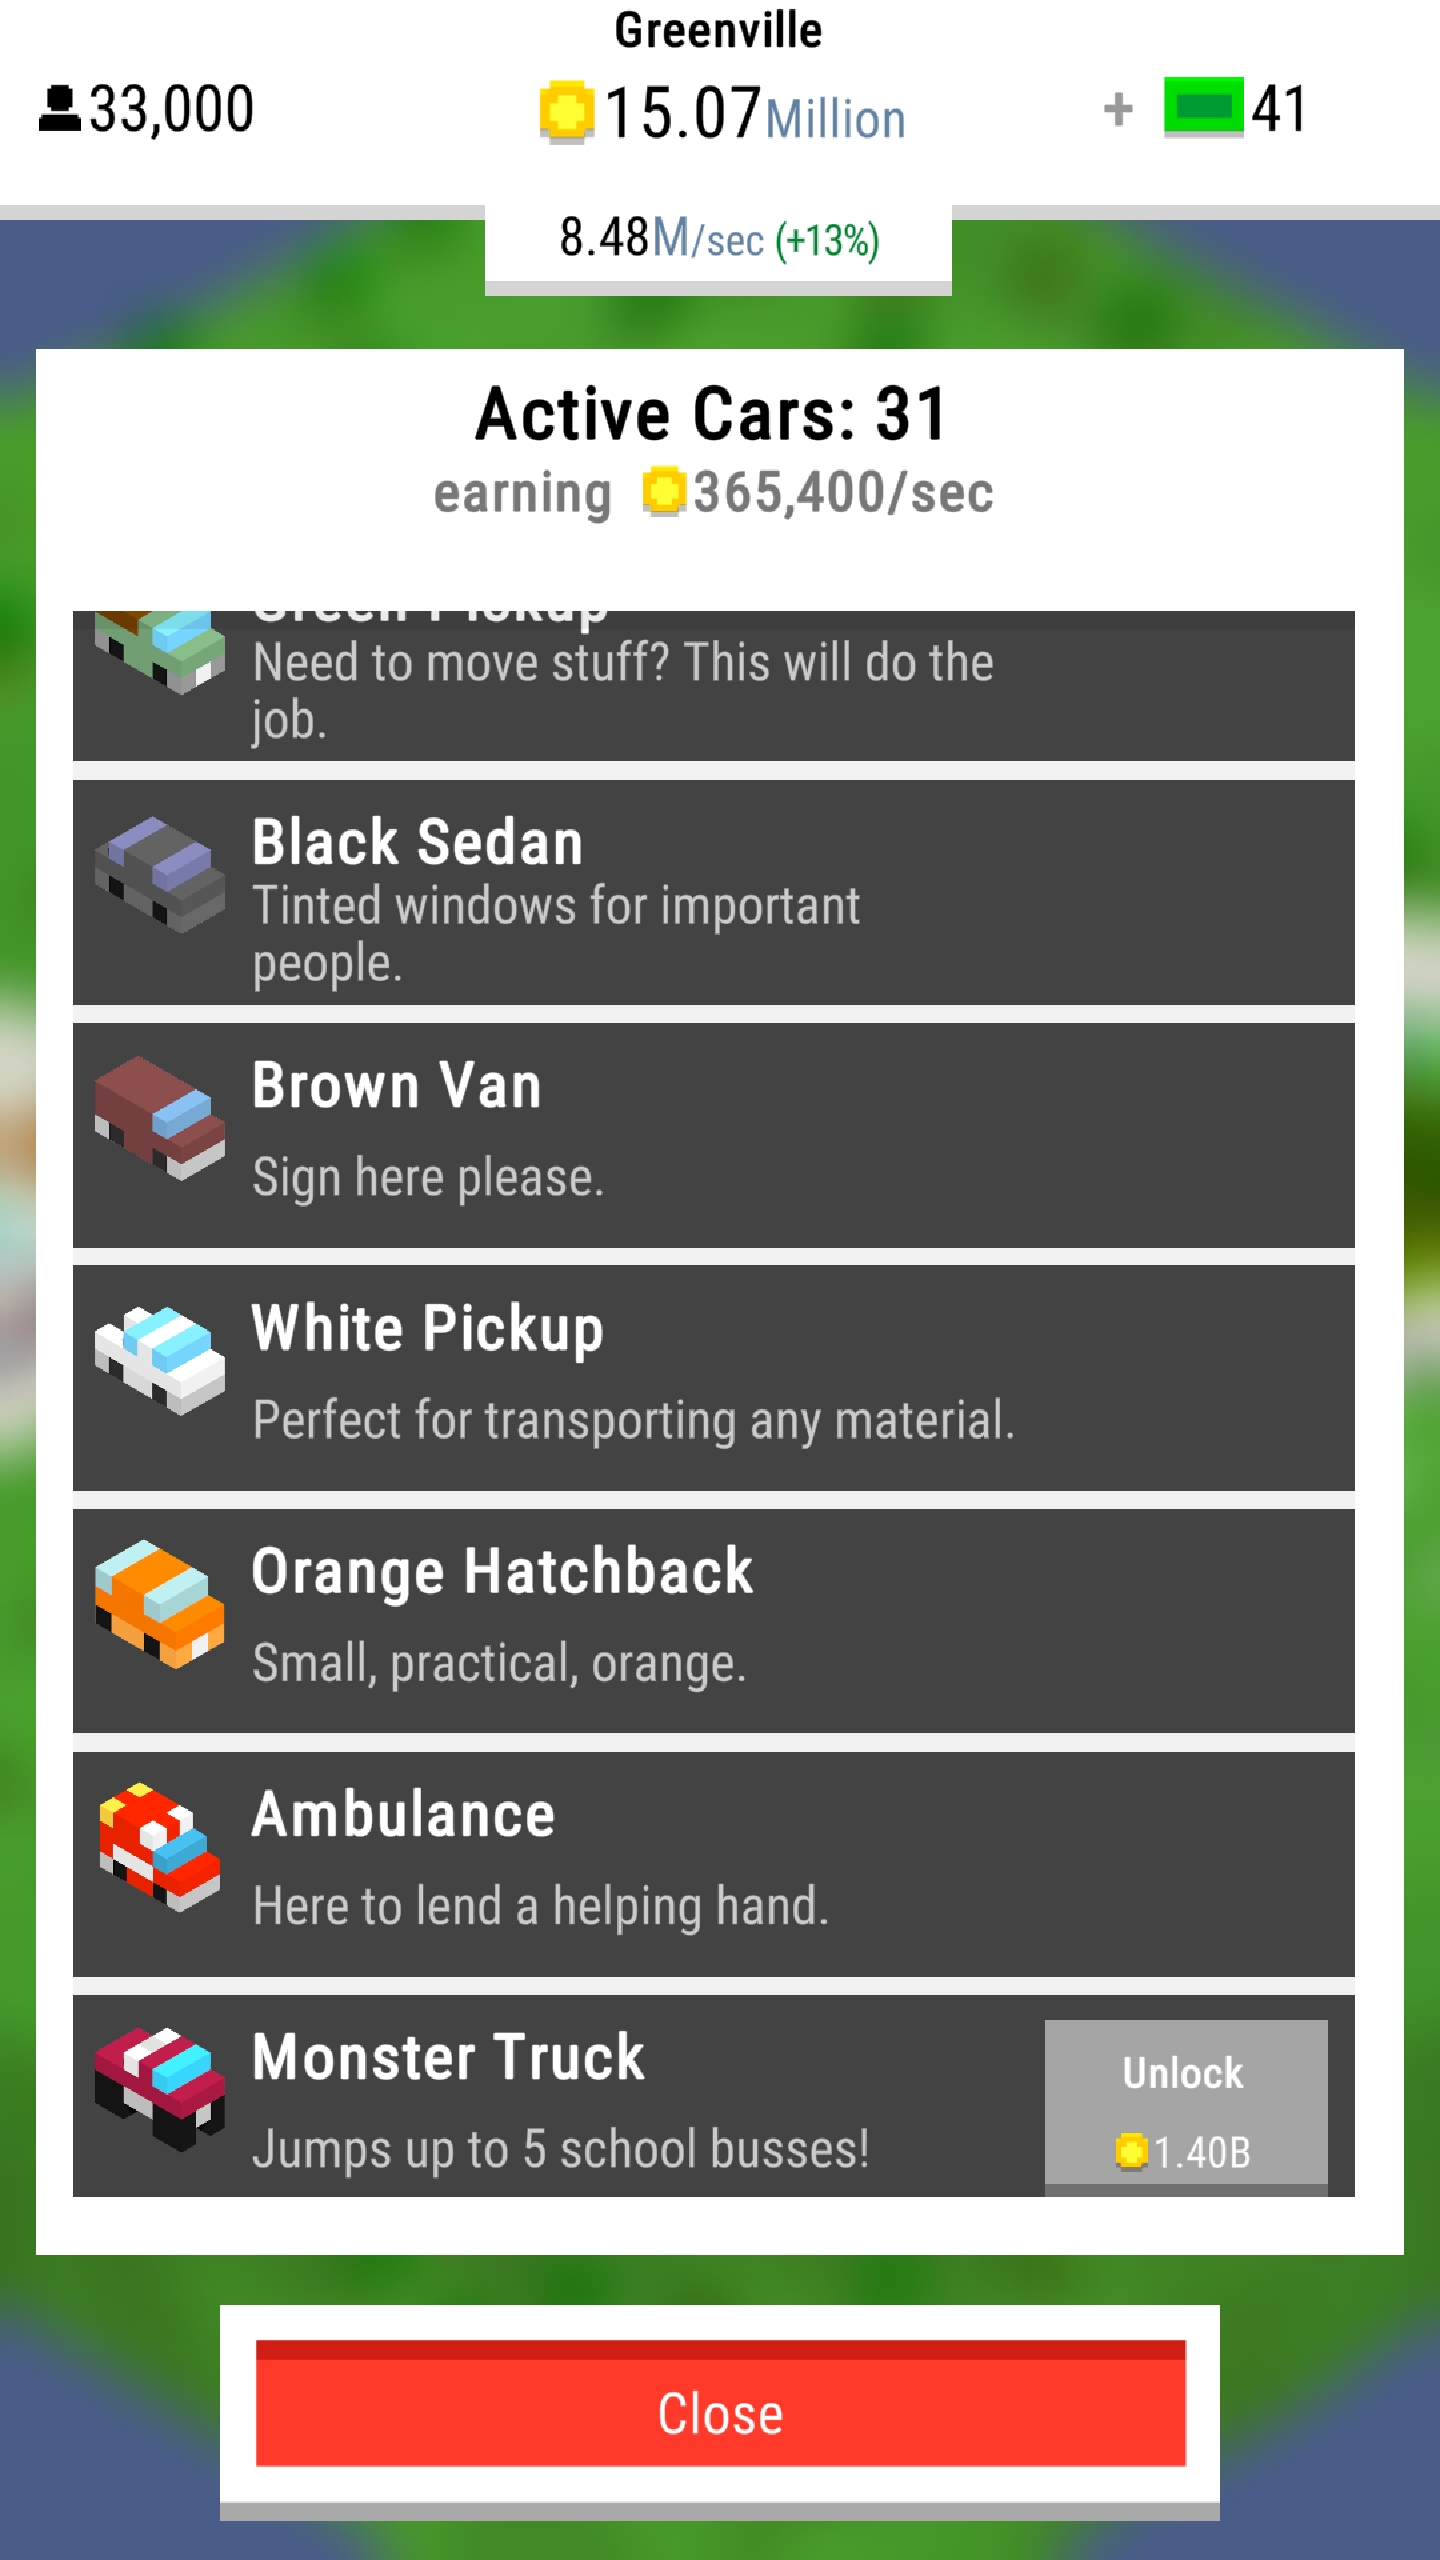 Greenville
33,000
15.07Million
+ 41
8.48M/sec (+13%)
Active Cars: 31
earning 365,400/sec
Green Pickup
Need to move stuff? This will do the
job.
Black Sedan
Tinted windows for important
people.
Brown Van
Sign here please.
White Pickup
Perfect for transporting any material.
Orange Hatchback
Small, practical, orange.
Ambulance
Here to lend a helping hand.
Monster Truck
Jumps up to 5 school busses!
Unlock
1.40B
Close